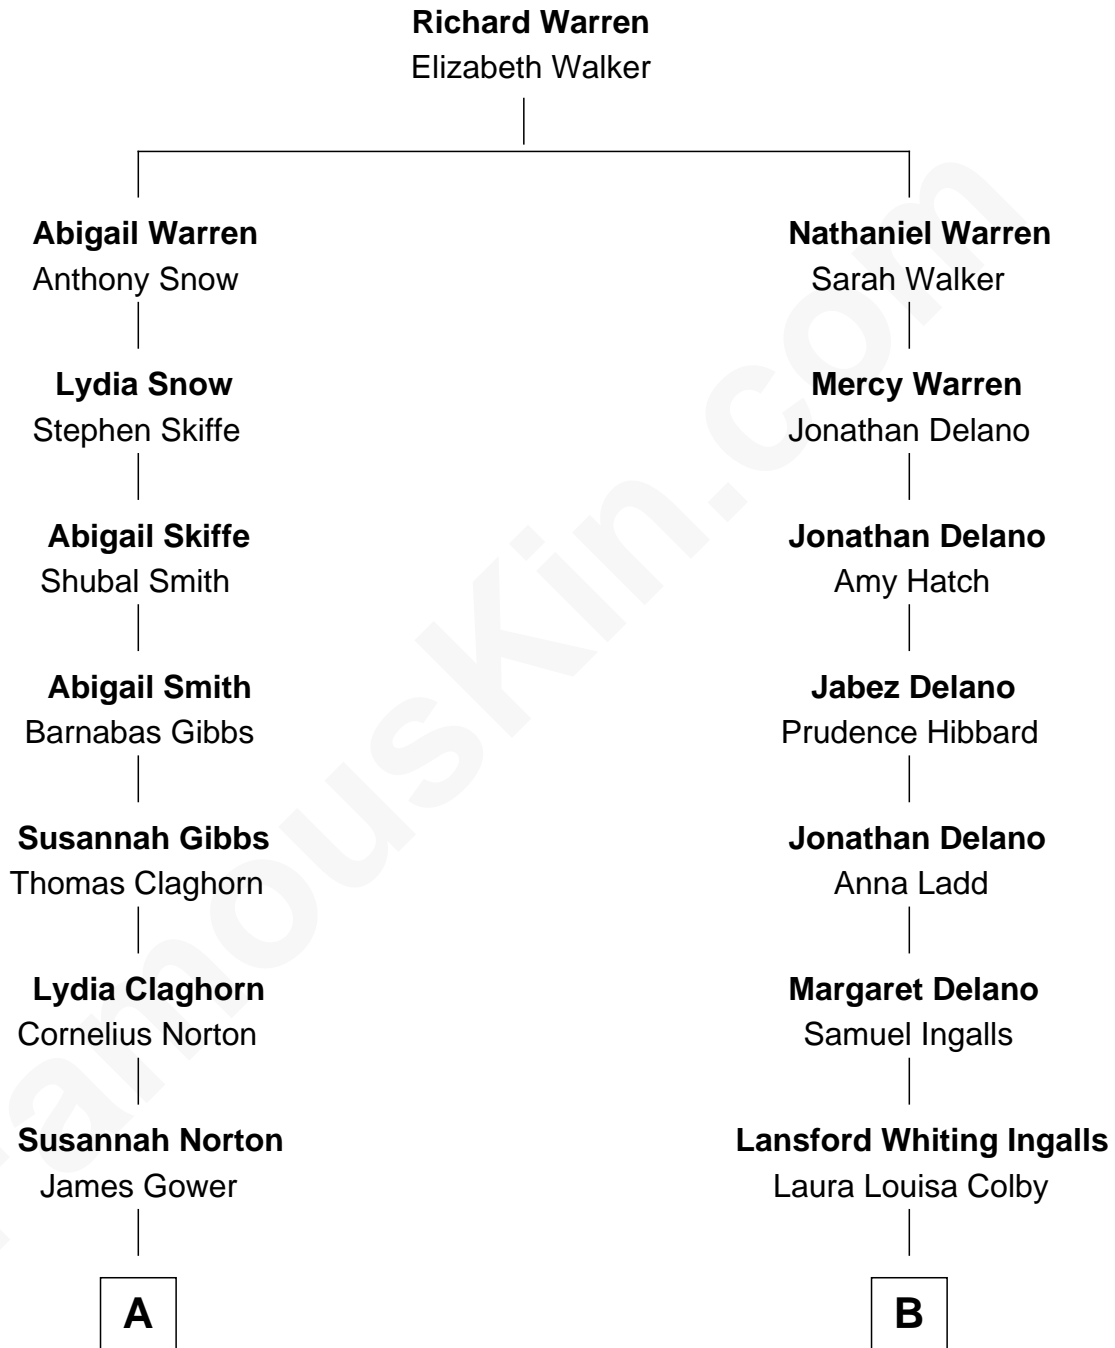 Richard Warren
Elizabeth Walker
Abigail Warren
Anthony Snow
Nathaniel Warren
Sarah Walker
Lydia Snow
Stephen Skiffe
Mercy Warren
Jonathan Delano
Abigail Skiffe
Shubal Smith
Jonathan Delano
Amy Hatch
Abigail Smith
Barnabas Gibbs
Jabez Delano
Prudence Hibbard
Susannah Gibbs
Thomas Claghorn
Jonathan Delano
Anna Ladd
Lydia Claghorn
Cornelius Norton
Margaret Delano
Samuel Ingalls
Susannah Norton
James Gower
Lansford Whiting Ingalls
Laura Louisa Colby
A
B
FamousKin.com